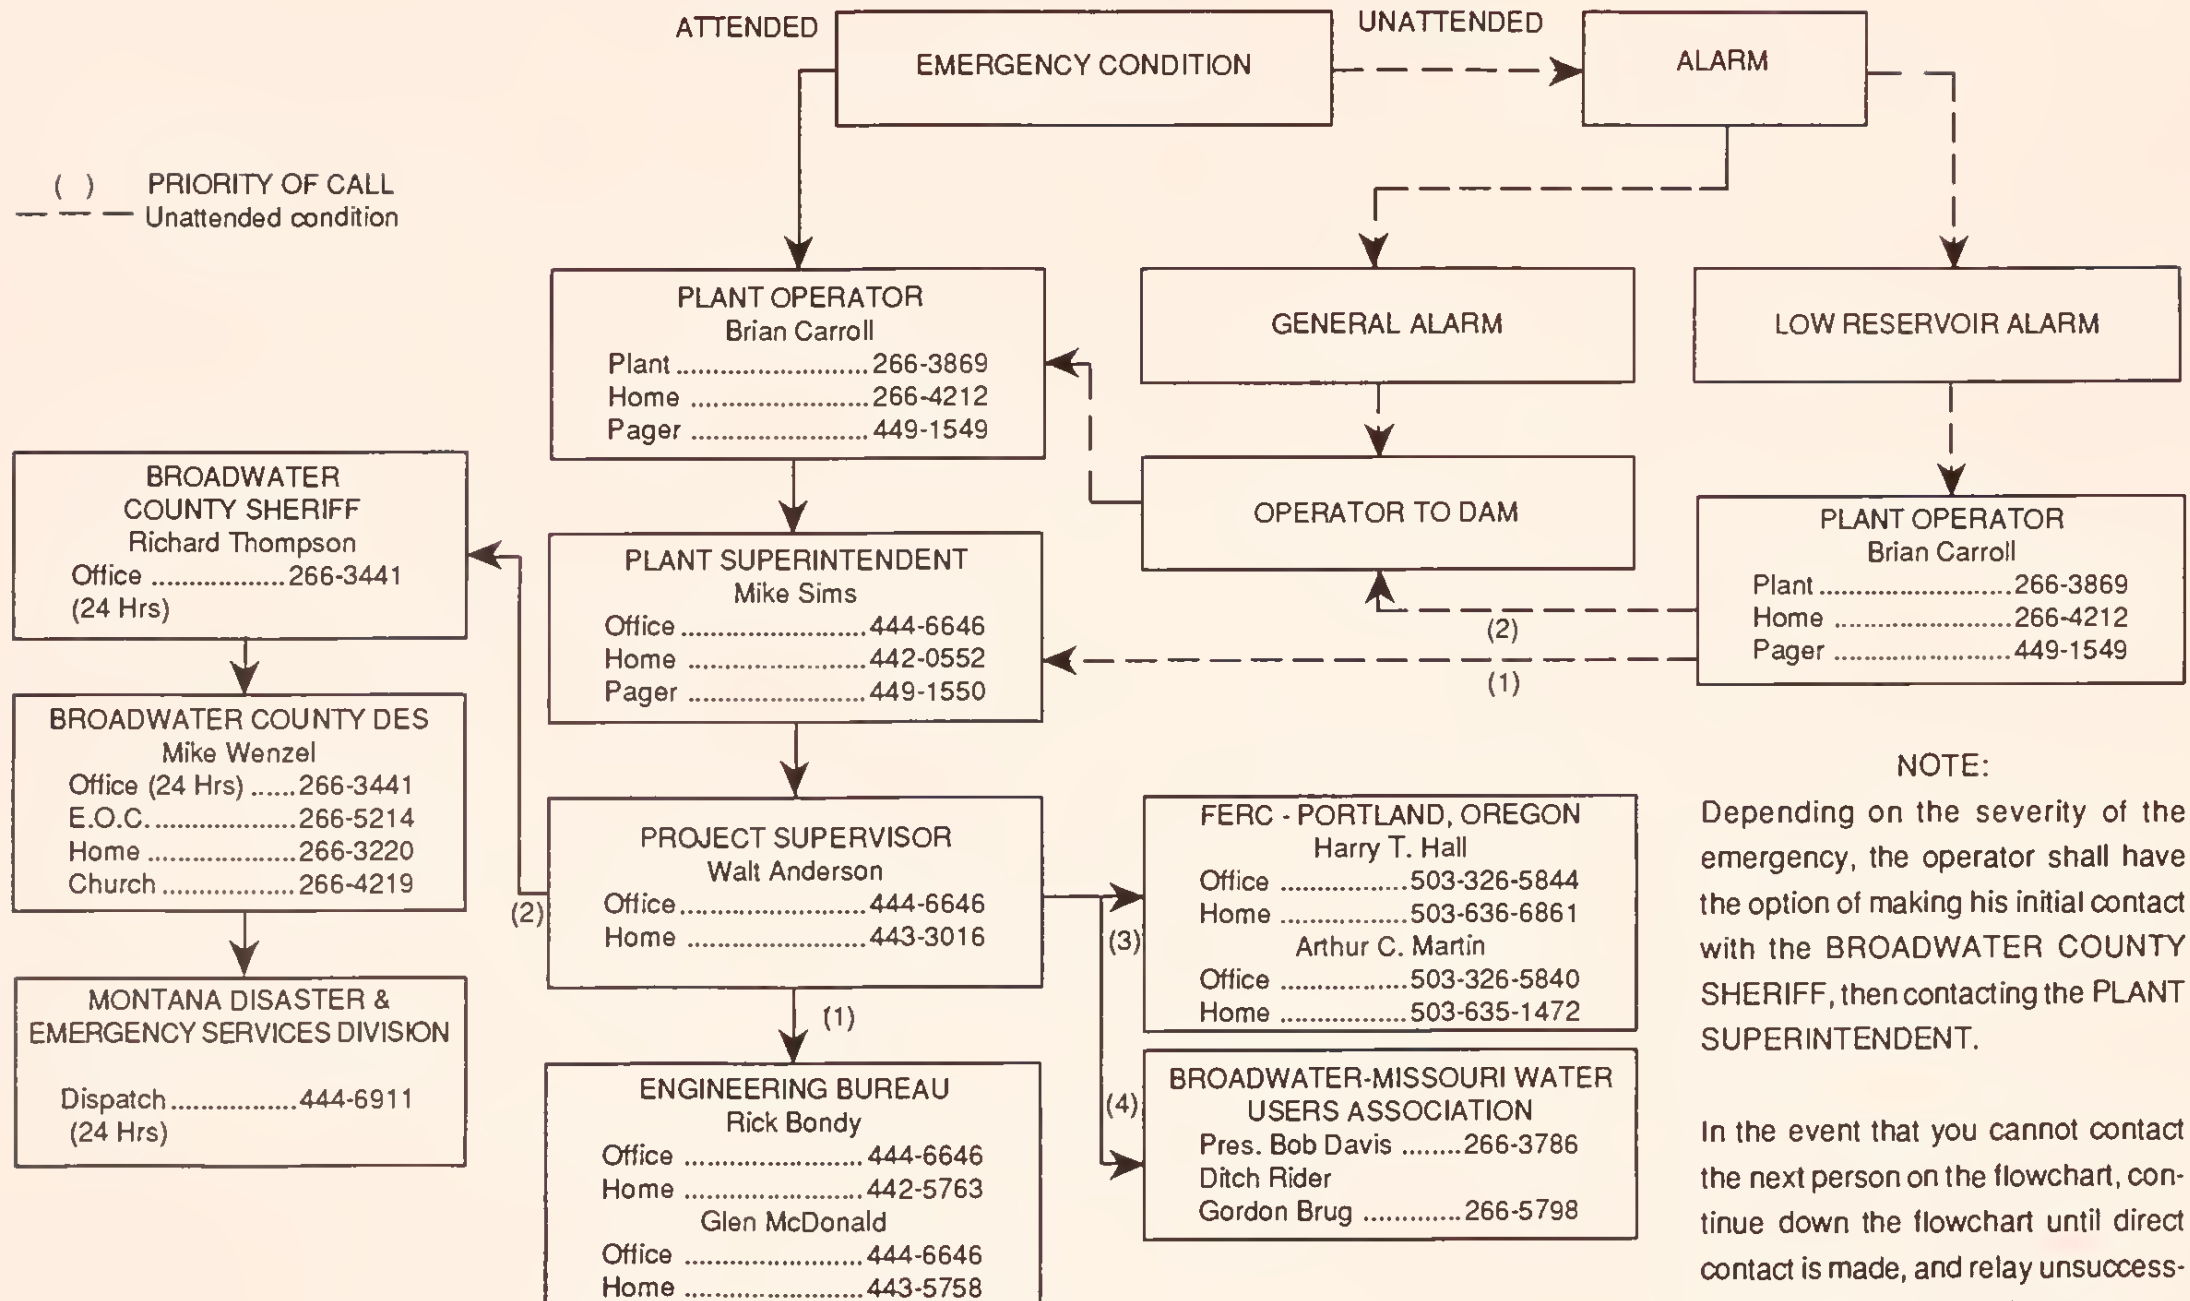 ATTENDED
EMERGENCY CONDITION
UNATTENDED
ALARM
( ) PRIORITY OF CALL
Unattended condition
PLANT OPERATOR
Brian Carroll
Plant ........................... 266-3869
Home ......................... 266-4212
Pager ......................... 449-1549
GENERAL ALARM
LOW RESERVOIR ALARM
OPERATOR TO DAM
PLANT OPERATOR
Brian Carroll
Plant ........................... 266-3869
Home ......................... 266-4212
Pager ......................... 449-1549
(2)
(1)
BROADWATER
COUNTY SHERIFF
Richard Thompson
Office .................. 266-3441
(24 Hrs)
PLANT SUPERINTENDENT
Mike Sims
Office .......................... 444-6646
Home ......................... 442-0552
Pager .......................... 449-1550
BROADWATER COUNTY DES
Mike Wenzel
Office (24 Hrs) ...... 266-3441
E.O.C. .................... 266-5214
Home ..................... 266-3220
Church ................... 266-4219
(2)
PROJECT SUPERVISOR
Walt Anderson
Office .......................... 444-6646
Home ......................... 443-3016
(3)
FERC - PORTLAND, OREGON
Harry T. Hall
Office .................. 503-326-5844
Home .................. 503-636-6861
Arthur C. Martin
Office .................. 503-326-5840
Home .................. 503-635-1472
MONTANA DISASTER &
EMERGENCY SERVICES DIVISION
Dispatch .................. 444-6911
(24 Hrs)
(1)
ENGINEERING BUREAU
Rick Bondy
Office ......................... 444-6646
Home ......................... 442-5763
Glen McDonald
Office ......................... 444-6646
Home ......................... 443-5758
(4)
BROADWATER-MISSOURI WATER
USERS ASSOCIATION
Pres. Bob Davis ........ 266-3786
Ditch Rider
Gordon Brug ............. 266-5798
NOTE:
Depending on the severity of the
emergency, the operator shall have
the option of making his initial contact
with the BROADWATER COUNTY
SHERIFF, then contacting the PLANT
SUPERINTENDENT.
In the event that you cannot contact
the next person on the flowchart, con-
tinue down the flowchart until direct
contact is made, and relay unsuccess-